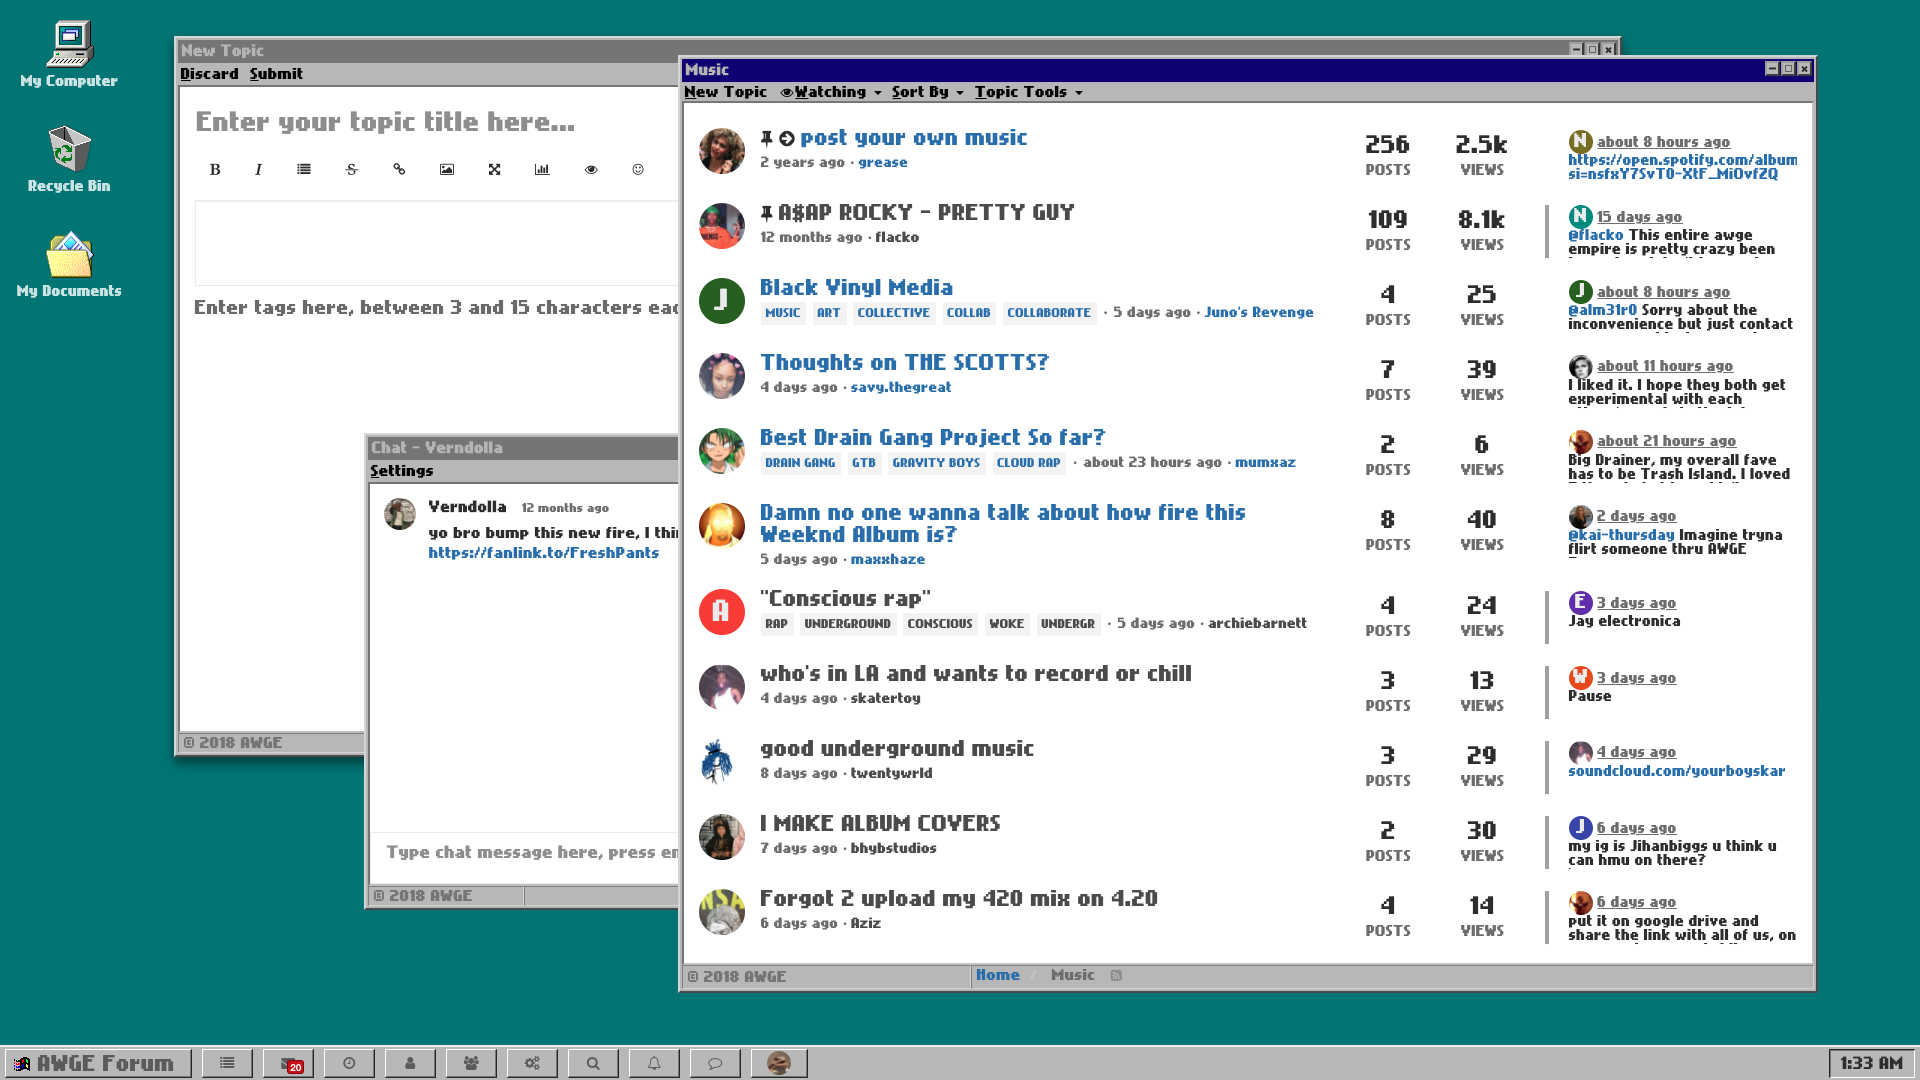 My Computer
Recycle Bin
My Documents
New Topic
Discard Submit
Enter your topic title here...
B I S
Enter tags here, between 3 and 15 characters eac
© 2018 AWGE
Chat - Verndolla
Settings
Verndolla 12 months ago
yo bro bump this new fire, I thi
https://fanlink.to/FreshPants
Type chat message here, press en
© 2018 AWGE
Music
New Topic Watching Sort By Topic Tools
post your own music
2 years ago · grease
256 POSTS
2.5k VIEWS
N about 8 hours ago
https://open.spotify.com/album
si=nsfxY7SvT0-XtF_MiOvfZQ
A$AP ROCKY - PRETTY GUY
12 months ago · flacko
109 POSTS
8.1k VIEWS
N 15 days ago
@flacko This entire awge
empire is pretty crazy been
J
Black Vinyl Media
MUSIC ART COLLECTIVE COLLAB COLLABORATE · 5 days ago · Juno's Revenge
4 POSTS
25 VIEWS
J about 8 hours ago
@alm31r0 Sorry about the
inconvenience but just contact
Thoughts on THE SCOTTS?
4 days ago · savy.thegreat
7 POSTS
39 VIEWS
about 11 hours ago
I liked it. I hope they both get
experimental with each
Best Drain Gang Project So far?
DRAIN GANG GTB GRAVITY BOYS CLOUD RAP · about 23 hours ago · mumxaz
2 POSTS
6 VIEWS
about 21 hours ago
Big Drainer, my overall fave
has to be Trash Island. I loved
Damn no one wanna talk about how fire this
Weeknd Album is?
5 days ago · maxxhaze
8 POSTS
40 VIEWS
2 days ago
@kai-thursday Imagine tryna
flirt someone thru AWGE
A
"Conscious rap"
RAP UNDERGROUND CONSCIOUS WOKE UNDERGR · 5 days ago · archiebarnett
4 POSTS
24 VIEWS
E 3 days ago
Jay electronica
who's in LA and wants to record or chill
4 days ago · skatertoy
3 POSTS
13 VIEWS
W 3 days ago
Pause
good underground music
8 days ago · twentywrld
3 POSTS
29 VIEWS
4 days ago
soundcloud.com/yourboyskar
I MAKE ALBUM COVERS
7 days ago · bhybstudios
2 POSTS
30 VIEWS
J 6 days ago
my ig is Jihanbiggs u think u
can hmu on there?
Forgot 2 upload my 420 mix on 4.20
6 days ago · Aziz
4 POSTS
14 VIEWS
6 days ago
put it on google drive and
share the link with all of us, on
© 2018 AWGE
Home / Music
AWGE Forum
20
1:33 AM